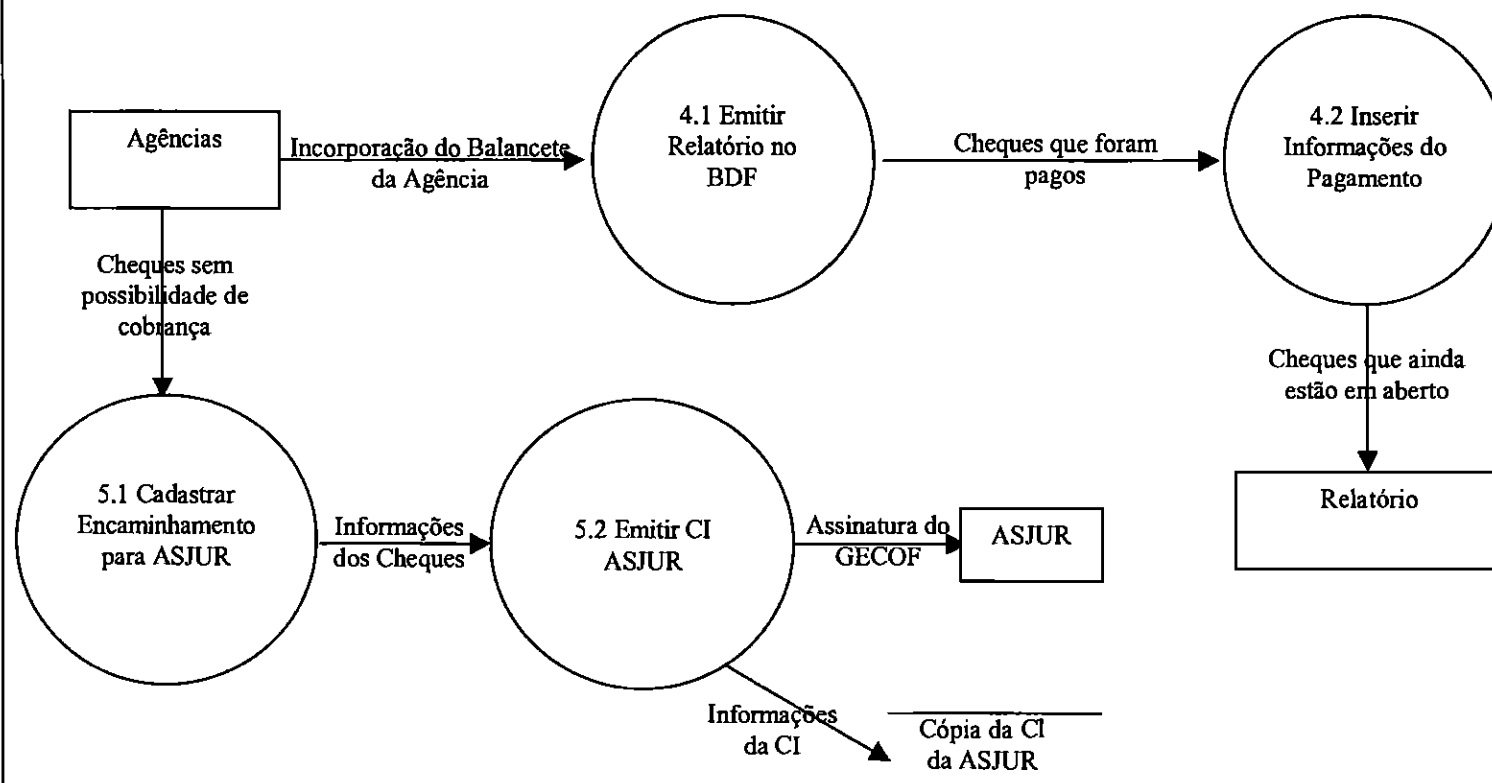 Agências
Incorporação do Balancete
da Agência
4.1 Emitir
Relatório no
BDF
Cheques que foram
pagos
4.2 Inserir
Informações do
Pagamento
Cheques sem
possibilidade de
cobrança
Cheques que ainda
estão em aberto
Relatório
5.1 Cadastrar
Encaminhamento
para ASJUR
Informações
dos Cheques
5.2 Emitir CI
ASJUR
Assinatura do
GECOF
ASJUR
Informações
da CI
Cópia da CI
da ASJUR